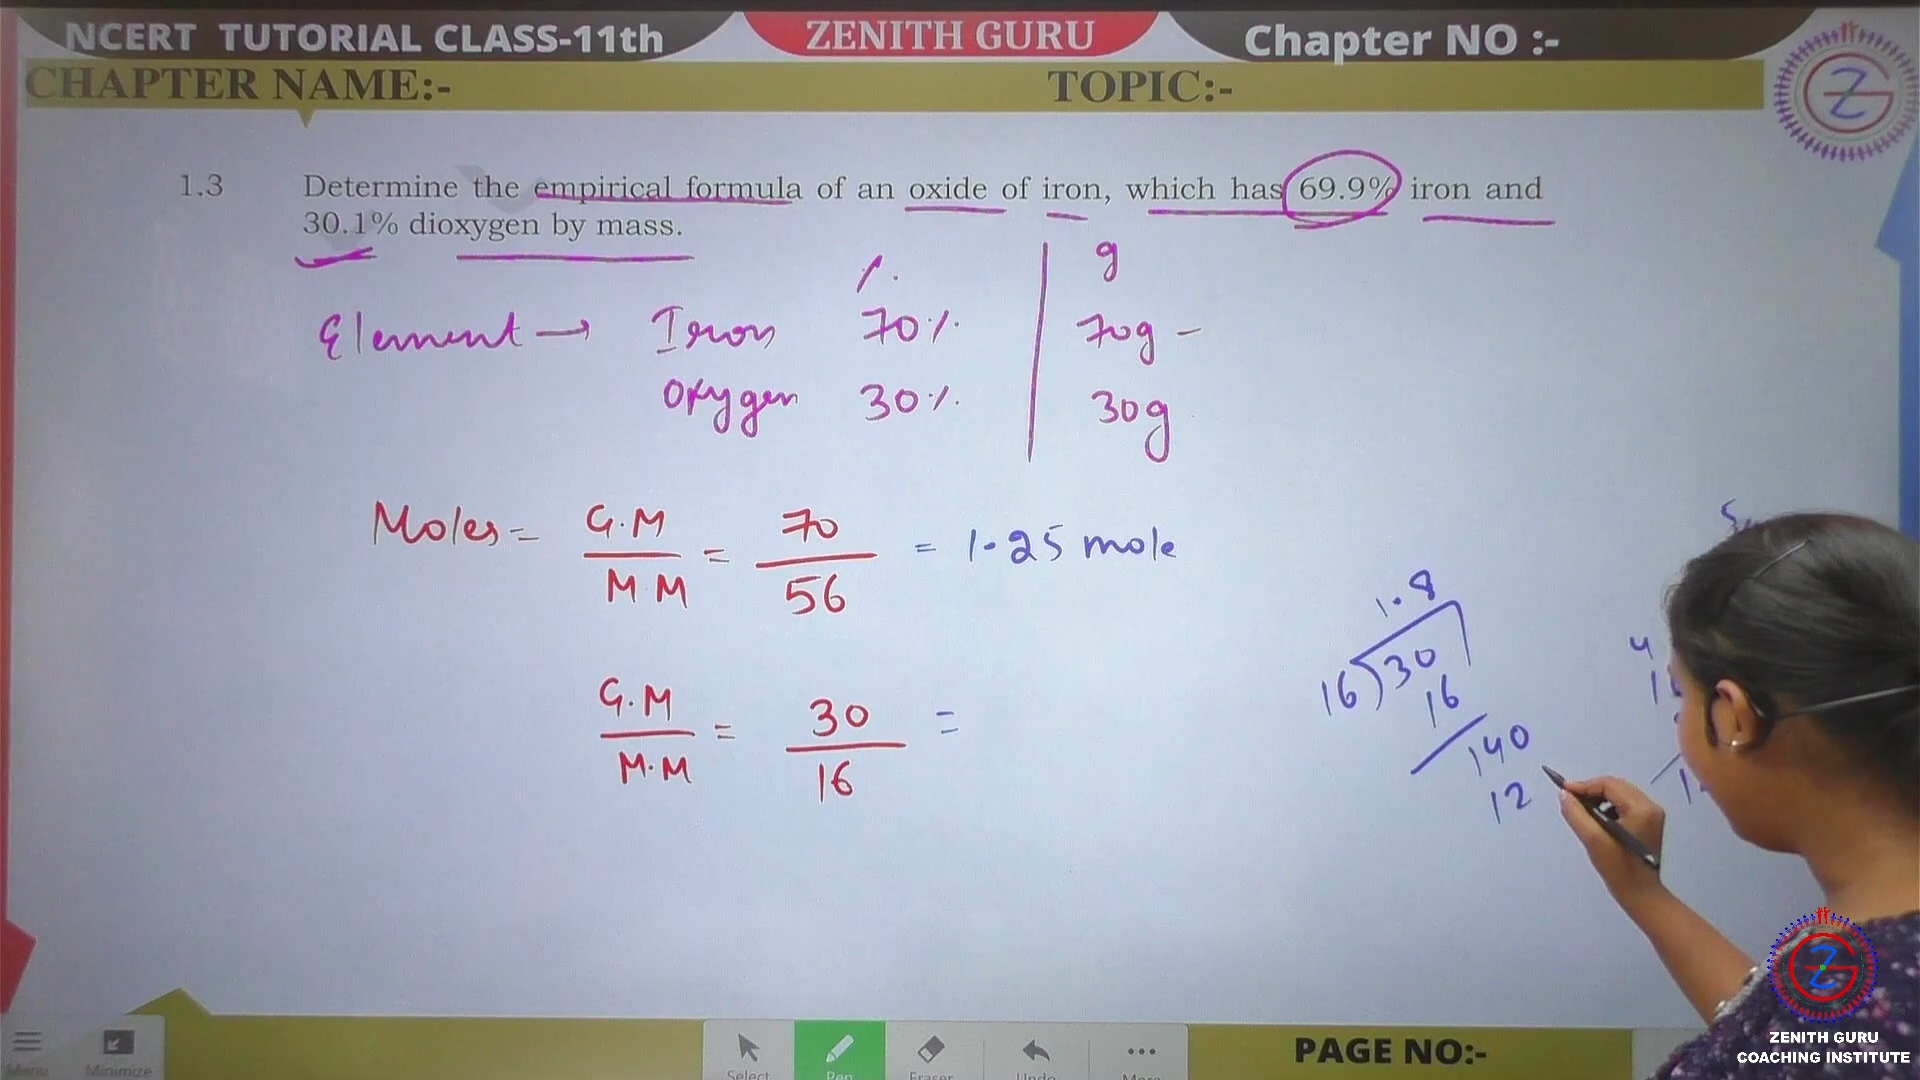 NCERT TUTORIAL CLASS-11th
ZENITH GURU
Chapter NO :-
CHAPTER NAME:-
TOPIC:-
1.3 Determine the empirical formula of an oxide of iron, which has 69.9% iron and
30.1% dioxygen by mass.
% g
Element → Iron 70% 70g -
Oxygen 30% 30g
Moles = G.M = 70 = 1.25 mole
M.M 56
G.M = 30 =
M.M 16
1.8
16)30
16
140
12
4
PAGE NO:-
Menu
Minimize
Select
Pen
Eraser
Undo
More
ZENITH GURU
COACHING INSTITUTE